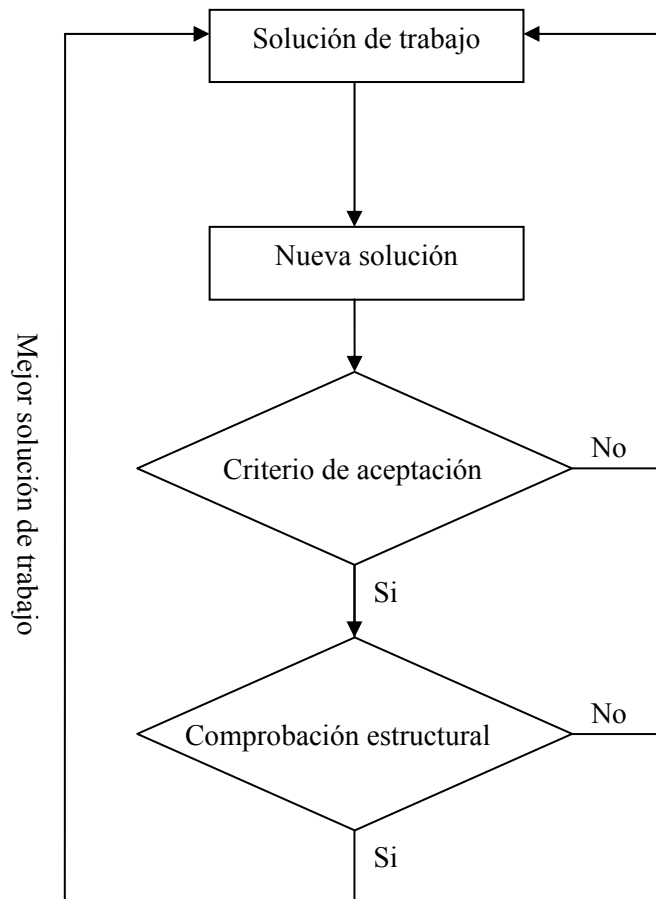 Solución de trabajo
Nueva solución
Criterio de aceptación
No
Si
Comprobación estructural
No
Si
Mejor solución de trabajo